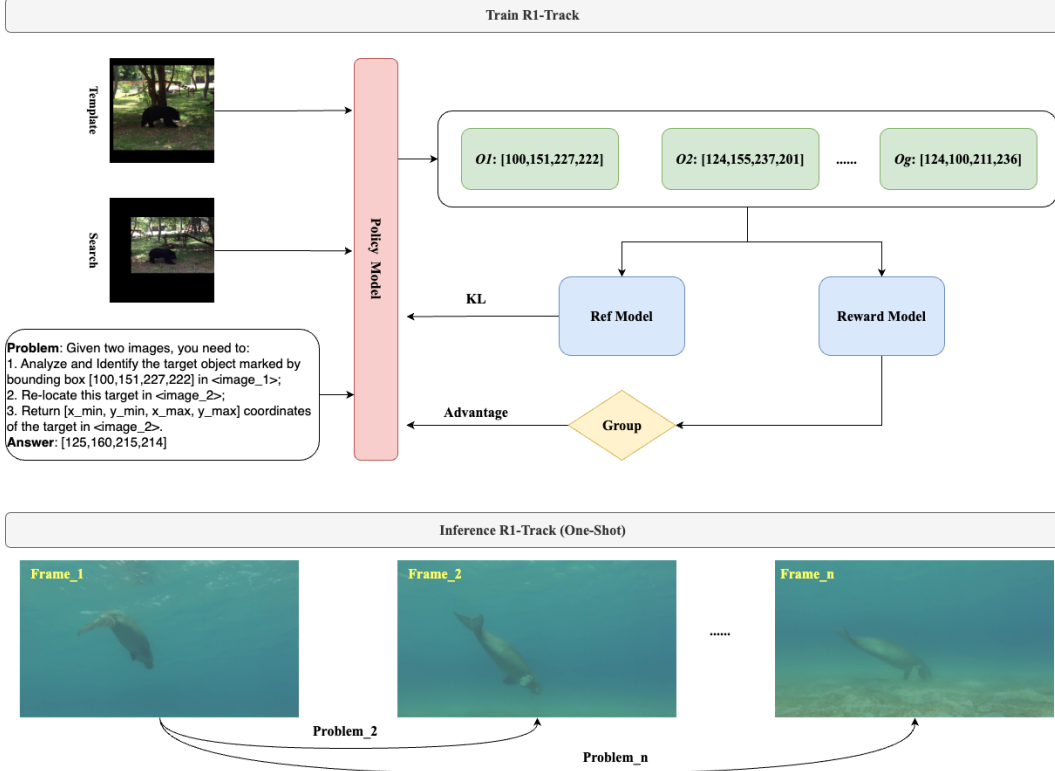 Train R1-Track
Template
Search
Policy Model
O1: [100,151,227,222]
O2: [124,155,237,201]
......
Og: [124,100,211,236]
KL
Ref Model
Reward Model
Advantage
Group
Problem: Given two images, you need to:
1. Analyze and Identify the target object marked by
bounding box [100,151,227,222] in <image_1>;
2. Re-locate this target in <image_2>;
3. Return [x_min, y_min, x_max, y_max] coordinates
of the target in <image_2>.
Answer: [125,160,215,214]
Inference R1-Track (One-Shot)
Frame_1
Frame_2
......
Frame_n
Problem_2
Problem_n